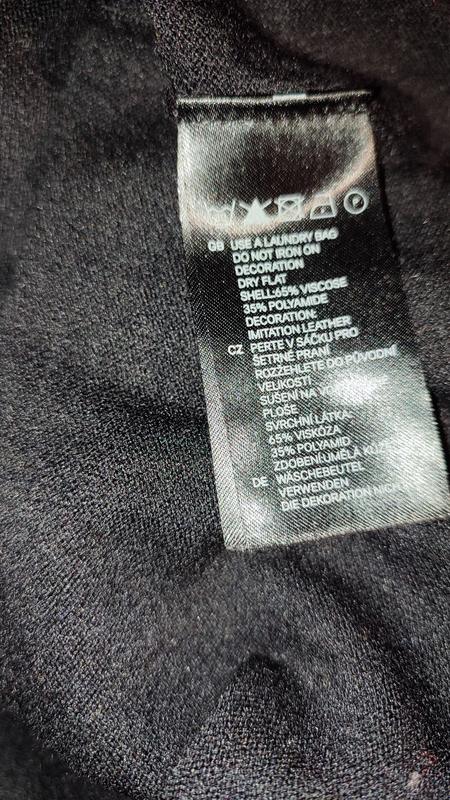 GB USE A LAUNDRY BAG
DO NOT IRON ON
DECORATION
DRY FLAT
SHELL:65% VISCOSE
35% POLYAMIDE
DECORATION:
IMITATION LEATHER
CZ PERTE V SÁČKU PRO
ŠETRNÉ PRANÍ
ROZŽEHLETE DO PŮVODNÍ
VELIKOSTI
SUŠENÍ NA
PLOŠE
SVRCHNÍ LÁTKA:
65% VISKÓZA
35% POLYAMID
ZDOBENÍ:UMĚLÁ
DE WÄSCHEBEUTEL
VERWENDEN
DIE DEKORATION